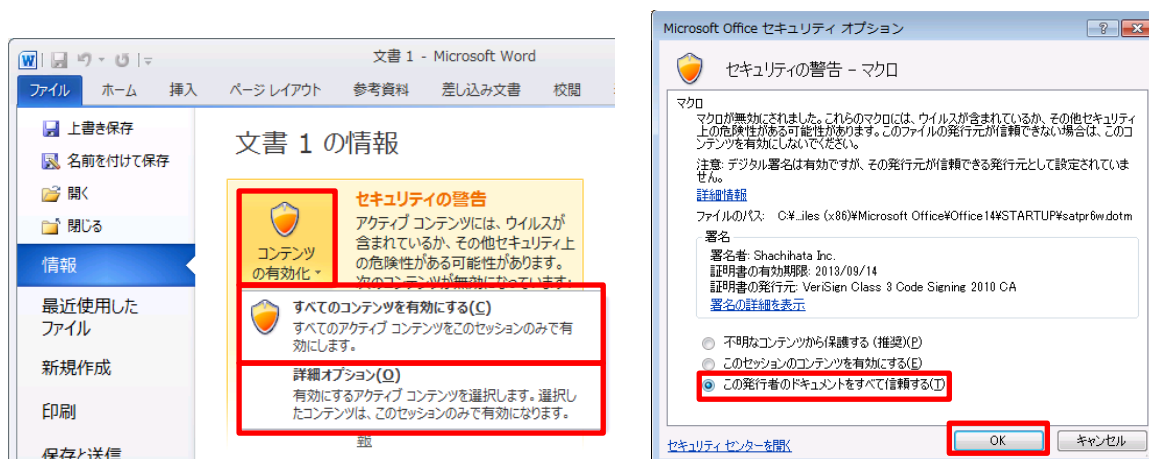 文書 1 - Microsoft Word
ファイル ホーム 挿入 ページ レイアウト 参考資料 差し込み文書 校閲
上書き保存
名前を付けて保存
開く
閉じる
情報
最近使用した
ファイル
新規作成
印刷
保存と送信
文書 1 の情報
コンテンツ
の有効化
セキュリティの警告
アクティブ コンテンツには、ウイルスが
含まれているか、その他セキュリティ上
の危険性がある可能性があります。
次のコンテンツが無効になっています:
すべてのコンテンツを有効にする(C)
すべてのアクティブ コンテンツをこのセッションのみで有
効にします。
詳細オプション(O)
有効にするアクティブ コンテンツを選択します。選択し
たコンテンツは、このセッションのみで有効になります。
報
Microsoft Office セキュリティ オプション
セキュリティの警告 - マクロ
マクロ
マクロが無効にされました。これらのマクロには、ウイルスが含まれているか、その他セキュリティ
上の危険性がある可能性があります。このファイルの発行元が信頼できない場合は、このコ
ンテンツを有効にしないでください。
注意: デジタル署名は有効ですが、その発行元が信頼できる発行元として設定されていま
せん。
詳細情報
ファイルのパス: C:¥...iles (x86)¥Microsoft Office¥Office14¥STARTUP¥satpr6w.dotm
署名
署名者: Shachihata Inc.
証明書の有効期限: 2013/09/14
証明書の発行元: VeriSign Class 3 Code Signing 2010 CA
署名の詳細を表示
不明なコンテンツから保護する (推奨)(P)
このセッションのコンテンツを有効にする(E)
この発行者のドキュメントをすべて信頼する(T)
セキュリティ センターを開く
OK
キャンセル